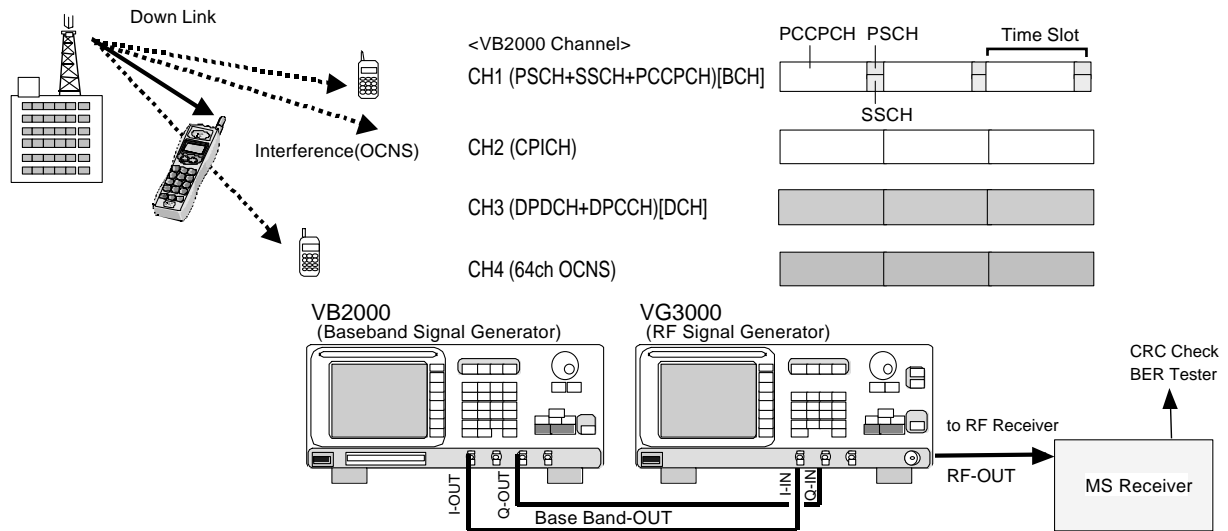 Down Link
Interference(OCNS)
<VB2000 Channel>
CH1 (PSCH+SSCH+PCCPCH)[BCH]
PCCPCH PSCH
Time Slot
SSCH
CH2 (CPICH)
CH3 (DPDCH+DPCCH)[DCH]
CH4 (64ch OCNS)
VB2000
(Baseband Signal Generator)
VG3000
(RF Signal Generator)
CRC Check
BER Tester
to RF Receiver
RF-OUT
MS Receiver
I-OUT
Q-OUT
I-IN
Q-IN
Base Band-OUT